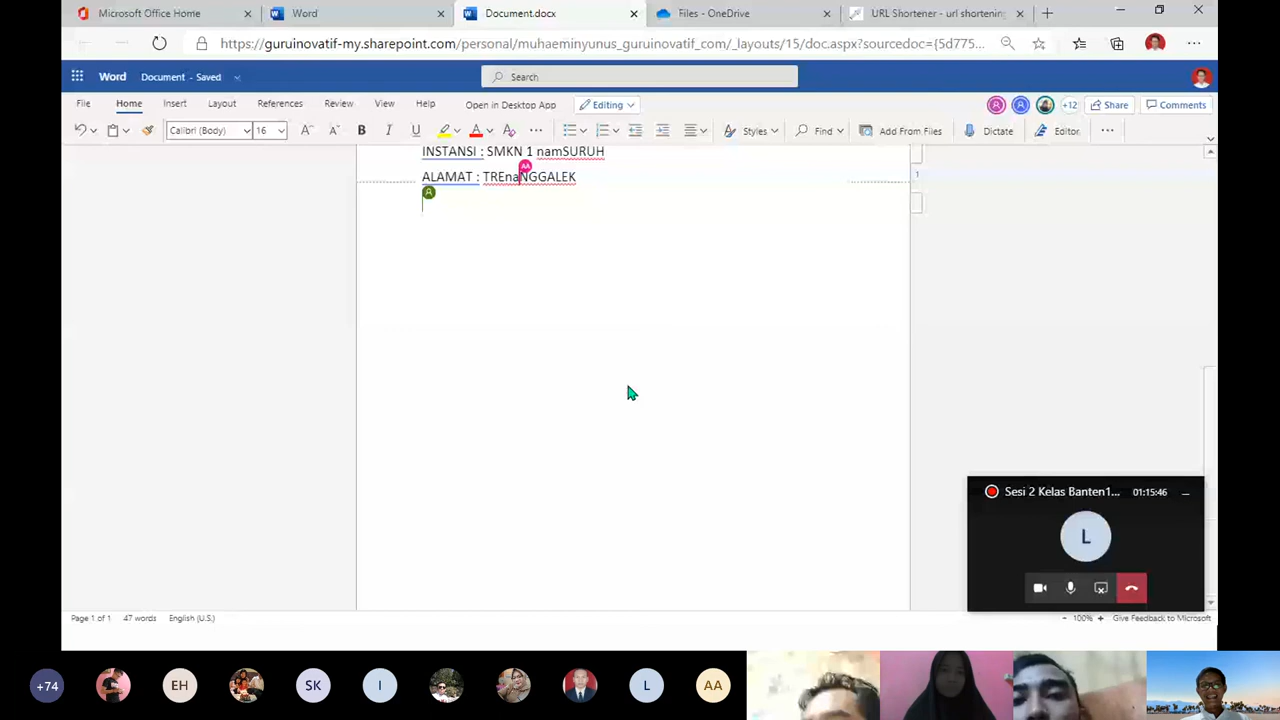 Microsoft Office Home
Word
Document.docx
Files - OneDrive
URL Shortener - url shortening
https://guruinovatif-my.sharepoint.com/personal/muhaeminyunus_guruinovatif_com/_layouts/15/doc.aspx?sourcedoc={5d775...
Word
Document - Saved
Search
File
Home
Insert
Layout
References
Review
View
Help
Open in Desktop App
Editing
+12
Share
Comments
Calibri (Body)
16
B
I
U
A
Styles
Find
Add From Files
Dictate
Editor
INSTANSI : SMKN 1 namSURUH
AA
ALAMAT : TREnaNGGALEK
1
Sesi 2 Kelas Banten1...
01:15:46
L
Page 1 of 1
47 words
English (U.S.)
100%
Give Feedback to Microsoft
+74
EH
SK
I
L
AA